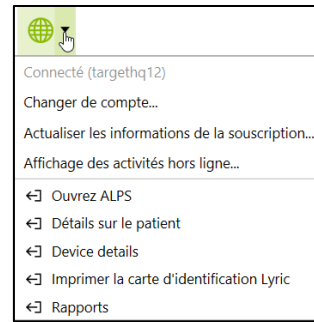 Connecté (targethq12)
Changer de compte...
Actualiser les informations de la souscription...
Affichage des activités hors ligne...
Ouvrez ALPS
Détails sur le patient
Device details
Imprimer la carte d'identification Lyric
Rapports